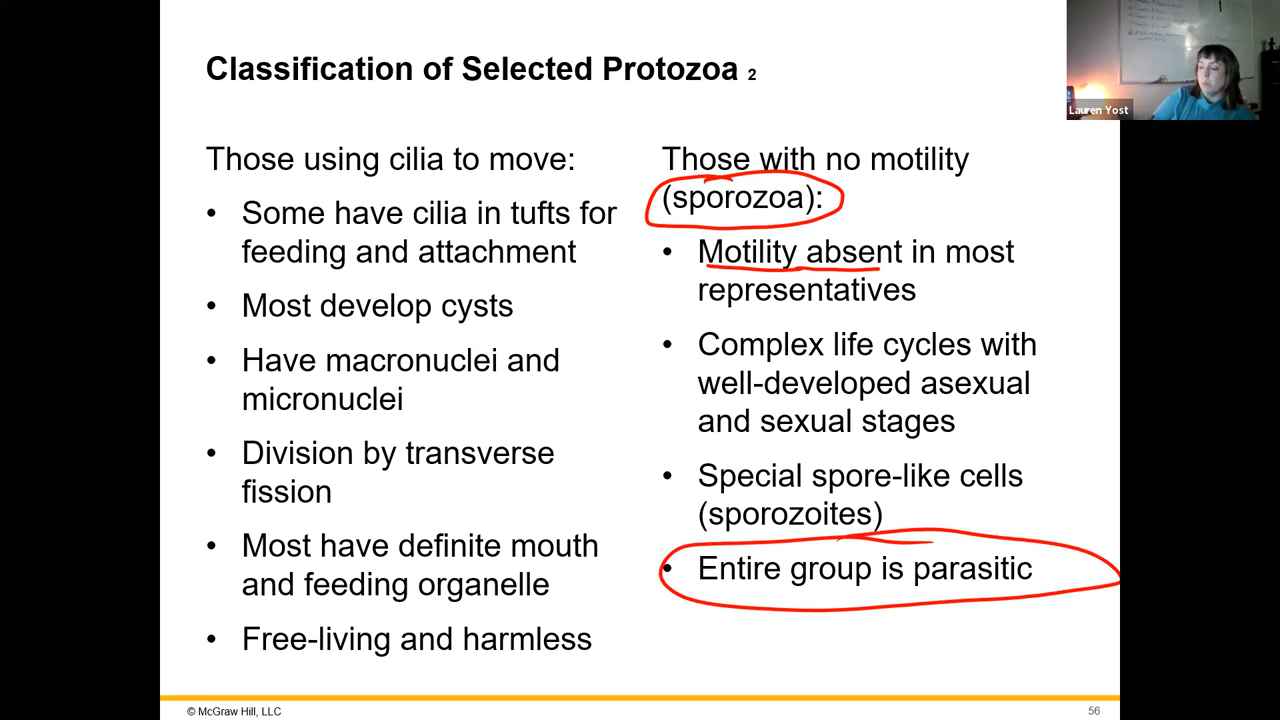 Classification of Selected Protozoa 2
Lauren Yost
Those using cilia to move:
• Some have cilia in tufts for
feeding and attachment
• Most develop cysts
• Have macronuclei and
micronuclei
• Division by transverse
fission
• Most have definite mouth
and feeding organelle
• Free-living and harmless
Those with no motility
(sporozoa):
• Motility absent in most
representatives
• Complex life cycles with
well-developed asexual
and sexual stages
• Special spore-like cells
(sporozoites)
• Entire group is parasitic
© McGraw Hill, LLC
56